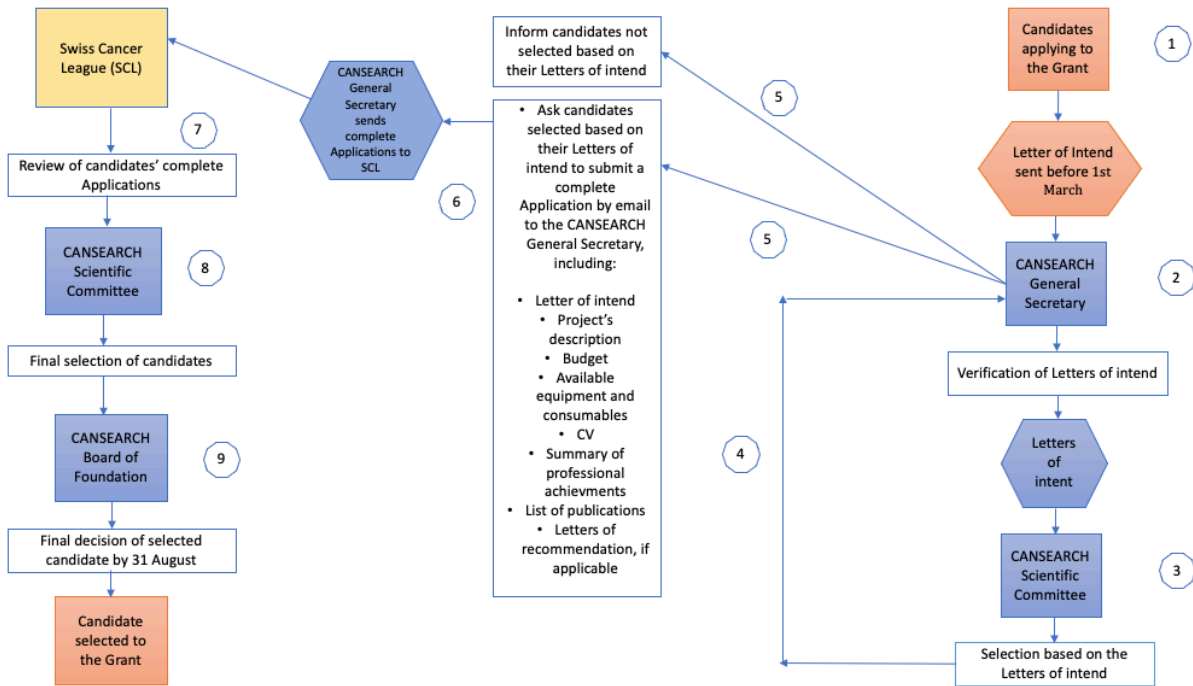 Swiss Cancer
League (SCL)
7
Review of candidates' complete
Applications
CANSEARCH
Scientific
Committee
8
Final selection of candidates
CANSEARCH
Board of
Foundation
9
Final decision of selected
candidate by 31 August
Candidate
selected to
the Grant
CANSEARCH
General
Secretary
sends
complete
Applications to
SCL
6
Inform candidates not
selected based on
their Letters of intend
• Ask candidates
selected based on
their Letters of
intend to submit a
complete
Application by email
to the CANSEARCH
General Secretary,
including:
• Letter of intend
• Project's
description
• Budget
• Available
equipment and
consumables
• CV
• Summary of
professional
achievments
• List of publications
• Letters of
recommendation, if
applicable
5
5
4
Candidates
applying to
the Grant
1
Letter of Intend
sent before 1st
March
CANSEARCH
General
Secretary
2
Verification of Letters of intend
Letters
of
intent
CANSEARCH
Scientific
Committee
3
Selection based on the
Letters of intend